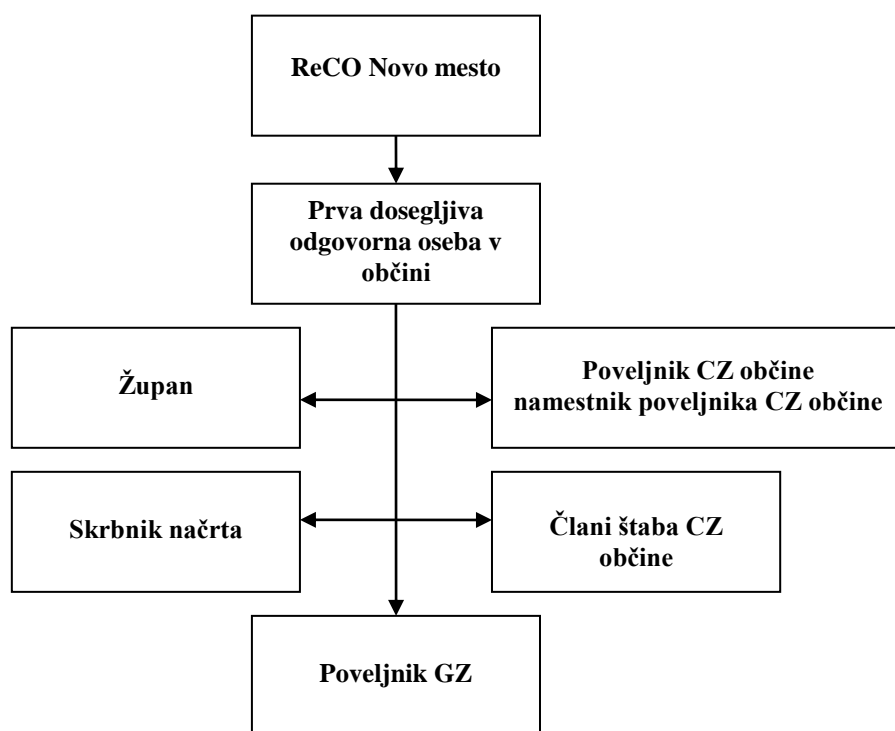 ReCO Novo mesto
Prva dosegljiva
odgovorna oseba v
občini
Župan
Poveljnik CZ občine
namestnik poveljnika CZ občine
Skrbnik načrta
Člani štaba CZ
občine
Poveljnik GZ